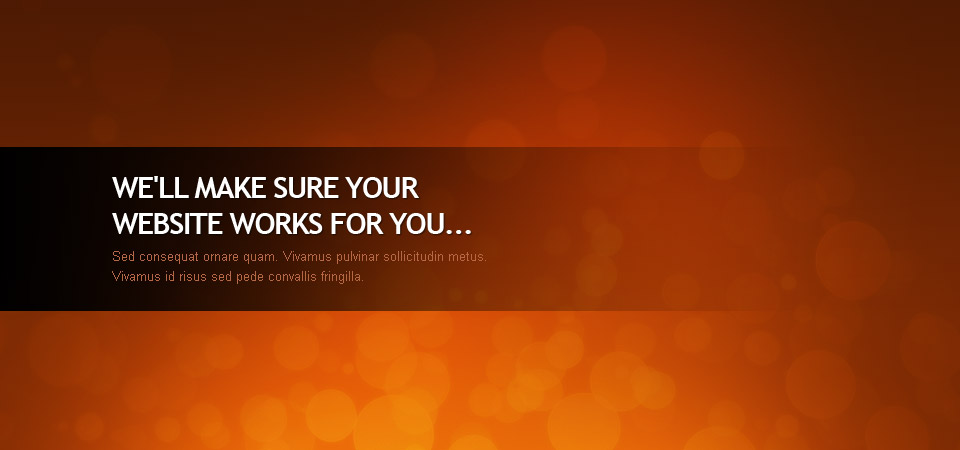 WE'LL MAKE SURE YOUR
WEBSITE WORKS FOR YOU...
Sed consequat ornare quam. Vivamus pulvinar sollicitudin metus.
Vivamus id risus sed pede convallis fringilla.